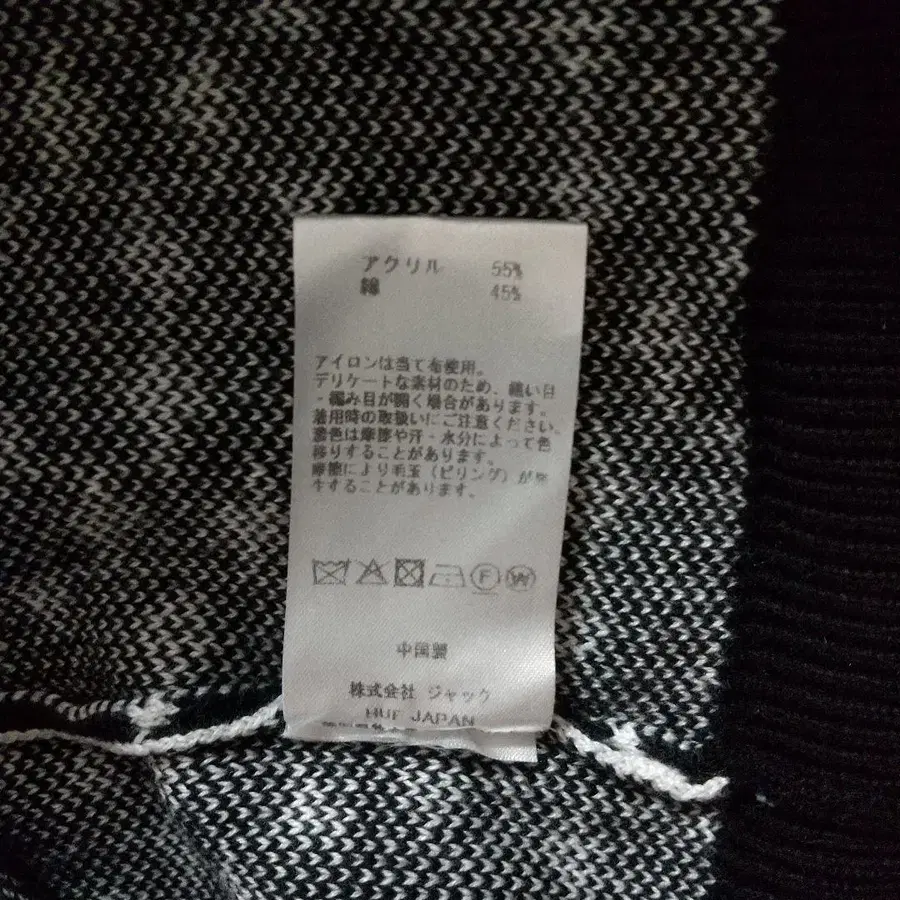 アクリル 55%
綿 45%
アイロンは当て布使用。
デリケートな素材のため、縫い目
・編み目が開く場合があります。
着用時の取扱いにご注意ください。
濃色は摩擦や汗・水分によって色
移りすることがあります。
摩擦により毛玉(ピリング)が発
生することがあります。
F W
中国製
株式会社 ジャック
HUF JAPAN